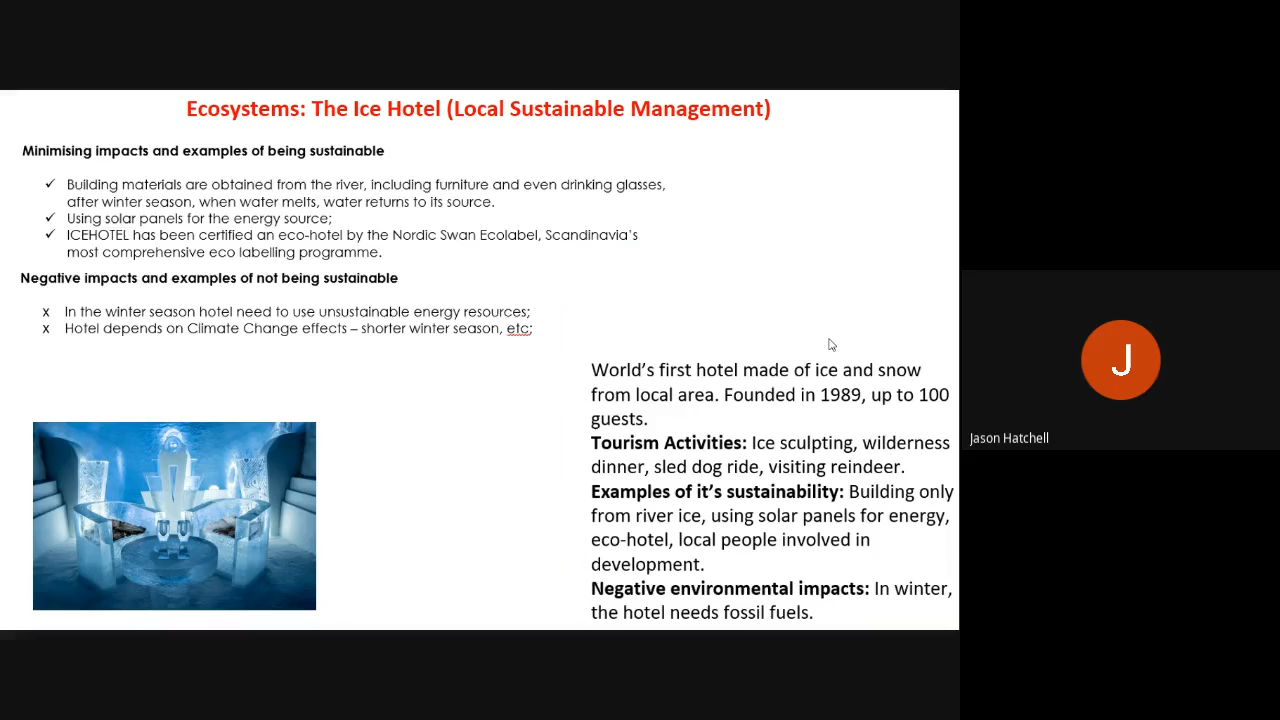 Ecosystems: The Ice Hotel (Local Sustainable Management)
Minimising impacts and examples of being sustainable
✓ Building materials are obtained from the river, including furniture and even drinking glasses,
after winter season, when water melts, water returns to its source.
✓ Using solar panels for the energy source;
✓ ICEHOTEL has been certified an eco-hotel by the Nordic Swan Ecolabel, Scandinavia's
most comprehensive eco labelling programme.
Negative impacts and examples of not being sustainable
x In the winter season hotel need to use unsustainable energy resources;
x Hotel depends on Climate Change effects – shorter winter season, etc;
World's first hotel made of ice and snow
from local area. Founded in 1989, up to 100
guests.
Tourism Activities: Ice sculpting, wilderness
dinner, sled dog ride, visiting reindeer.
Examples of it's sustainability: Building only
from river ice, using solar panels for energy,
eco-hotel, local people involved in
development.
Negative environmental impacts: In winter,
the hotel needs fossil fuels.
J
Jason Hatchell